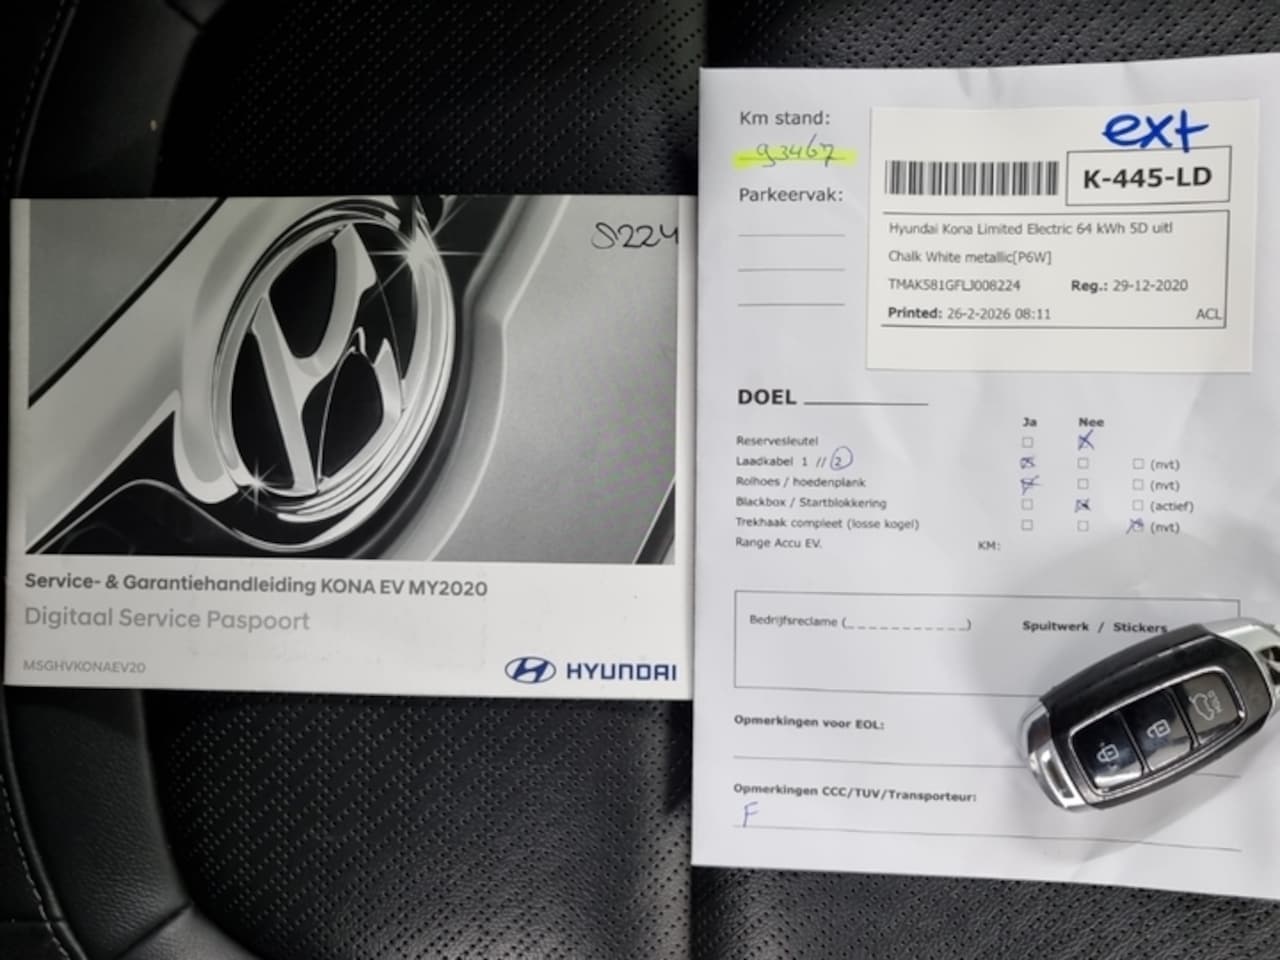 8224
Service- & Garantiehandleiding KONA EV MY2020
Digitaal Service Paspoort
MSGHVKONAEV20
HYUNDAI
Km stand:
93467
Parkeervak:
ext
K-445-LD
Hyundai Kona Limited Electric 64 kWh 5D uitl
Chalk White metallic[P6W]
TMAK581GFLJ008224 Reg.: 29-12-2020
Printed: 26-2-2026 08:11 ACL
DOEL
Ja Nee
Reservesleutel
Laadkabel 1 // 2 (nvt)
Rolhoes / hoedenplank (nvt)
Blackbox / Startblokkering (actief)
Trekhaak compleet (losse kogel) (nvt)
Range Accu EV. KM:
Bedrijfsreclame (_ _ _ _ _ _ _ _ _ _ _) Spuitwerk / Stickers
Opmerkingen voor EOL:
Opmerkingen CCC/TUV/Transporteur:
F